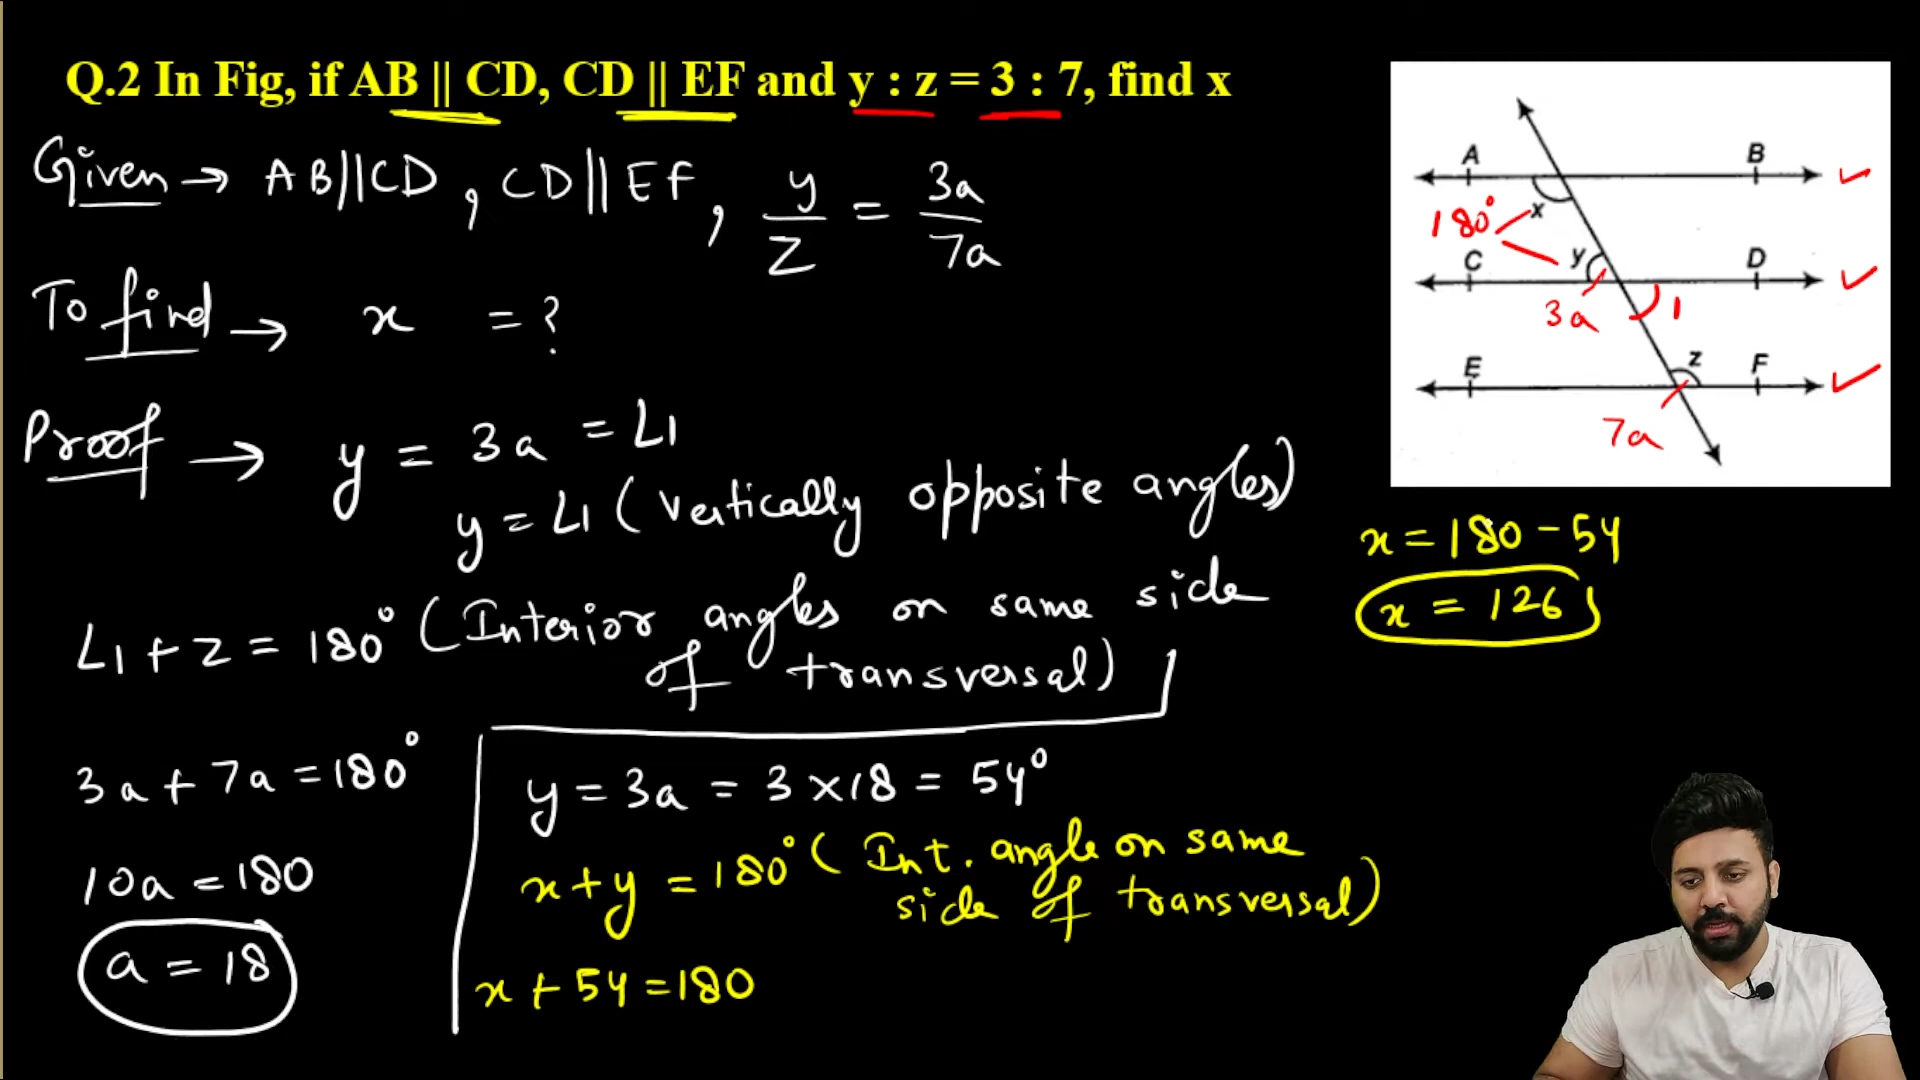 Q.2 In Fig, if AB || CD, CD || EF and y : z = 3 : 7, find x
Given → AB||CD, CD||EF, y/z = 3a/7a
To find → x = ?
Proof → y = 3a = ∠1
y = ∠1 (Vertically opposite angles)
∠1 + z = 180° (Interior angles on same side
of transversal)
3a + 7a = 180°
10a = 180
a = 18
y = 3a = 3 × 18 = 54°
x + y = 180° (Int. angle on same
side of transversal)
x + 54 = 180
A B
180° x
C y D
3a 1
E z F
7a
x = 180 - 54
x = 126